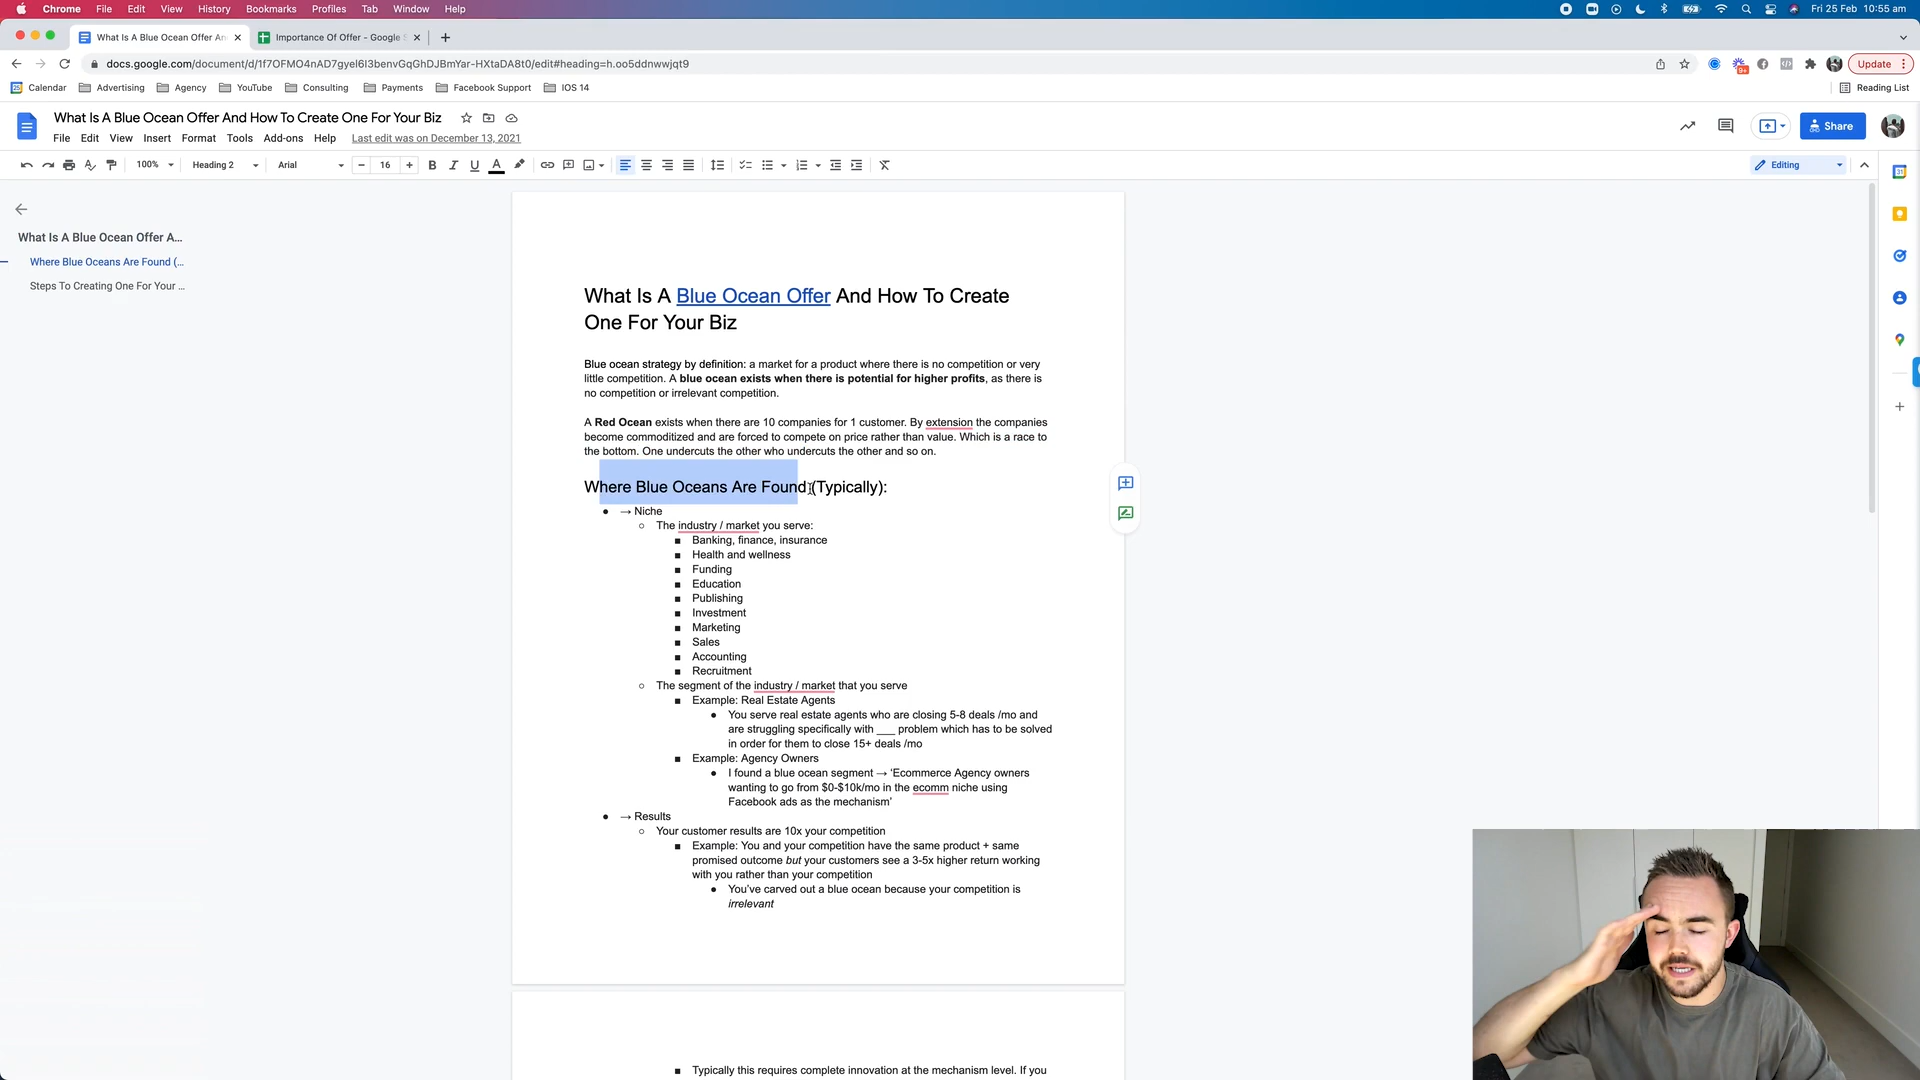 Chrome File Edit View History Bookmarks Profiles Tab Window Help Fri 25 Feb 10:55 am
What Is A Blue Ocean Offer An Importance Of Offer - Google S
docs.google.com/document/d/1f7OFMO4nAD7gyel6I3benvGqGhDJBmYar-HXtaDA8t0/edit#heading=h.oo5ddnwwjqt9 9+ Update
Calendar Advertising Agency YouTube Consulting Payments Facebook Support IOS 14 Reading List
What Is A Blue Ocean Offer And How To Create One For Your Biz
File Edit View Insert Format Tools Add-ons Help Last edit was on December 13, 2021 Share
100% Heading 2 Arial 16 B I U A Editing
What Is A Blue Ocean Offer A...
Where Blue Oceans Are Found (...
Steps To Creating One For Your ...
What Is A Blue Ocean Offer And How To Create
One For Your Biz
Blue ocean strategy by definition: a market for a product where there is no competition or very
little competition. A blue ocean exists when there is potential for higher profits, as there is
no competition or irrelevant competition.
A Red Ocean exists when there are 10 companies for 1 customer. By extension the companies
become commoditized and are forced to compete on price rather than value. Which is a race to
the bottom. One undercuts the other who undercuts the other and so on.
Where Blue Oceans Are Found (Typically):
● → Niche
○ The industry / market you serve:
■ Banking, finance, insurance
■ Health and wellness
■ Funding
■ Education
■ Publishing
■ Investment
■ Marketing
■ Sales
■ Accounting
■ Recruitment
○ The segment of the industry / market that you serve
■ Example: Real Estate Agents
● You serve real estate agents who are closing 5-8 deals /mo and
are struggling specifically with ___ problem which has to be solved
in order for them to close 15+ deals /mo
■ Example: Agency Owners
● I found a blue ocean segment → 'Ecommerce Agency owners
wanting to go from $0-$10k/mo in the ecomm niche using
Facebook ads as the mechanism'
● → Results
○ Your customer results are 10x your competition
■ Example: You and your competition have the same product + same
promised outcome but your customers see a 3-5x higher return working
with you rather than your competition
● You've carved out a blue ocean because your competition is
irrelevant
■ Typically this requires complete innovation at the mechanism level. If you